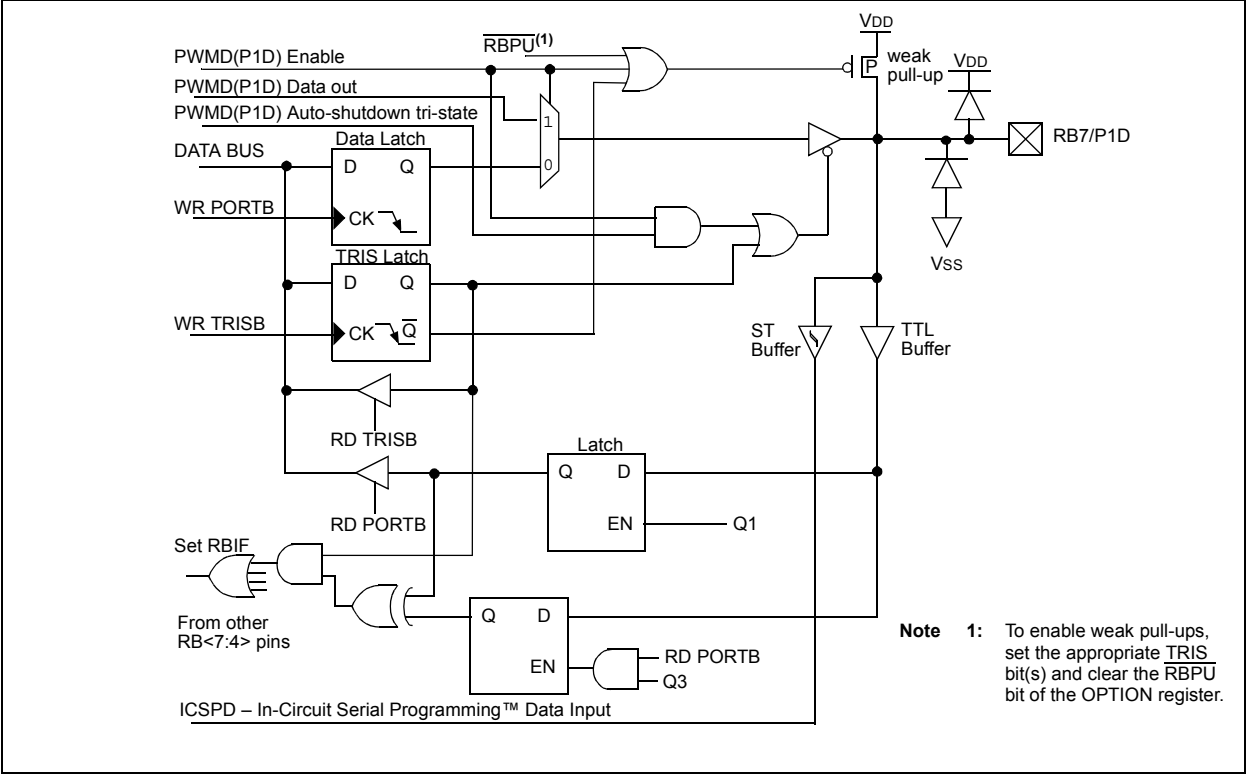 VDD
RBPU(1)
PWMD(P1D) Enable
weak
pull-up
P
VDD
PWMD(P1D) Data out
PWMD(P1D) Auto-shutdown tri-state
1
0
Data Latch
DATA BUS
D
Q
RB7/P1D
WR PORTB
CK
VSS
TRIS Latch
D
Q
WR TRISB
CK
Q
ST
Buffer
TTL
Buffer
RD TRISB
Latch
Q
D
RD PORTB
EN
Q1
Set RBIF
From other
RB<7:4> pins
Q
D
EN
RD PORTB
Q3
Note 1: To enable weak pull-ups,
set the appropriate TRIS
bit(s) and clear the RBPU
bit of the OPTION register.
ICSPD – In-Circuit Serial Programming™ Data Input